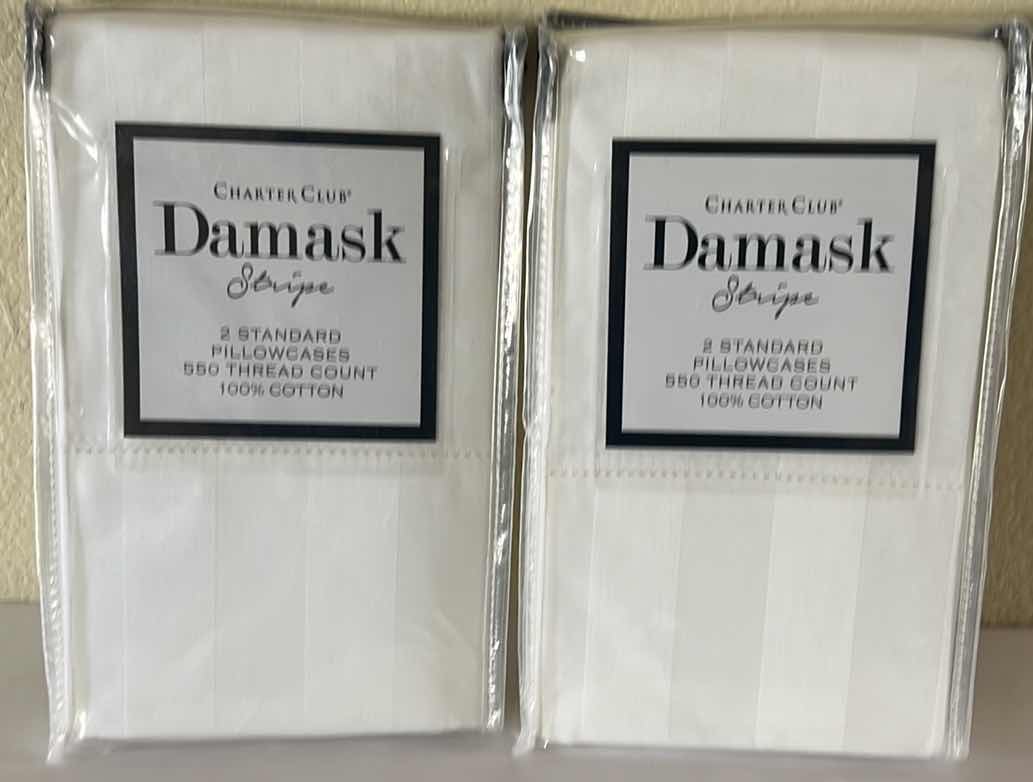 CHARTER CLUB®
Damask
Stripe
2 STANDARD
PILLOWCASES
550 THREAD COUNT
100% COTTON
CHARTER CLUB®
Damask
Stripe
2 STANDARD
PILLOWCASES
550 THREAD COUNT
100% COTTON